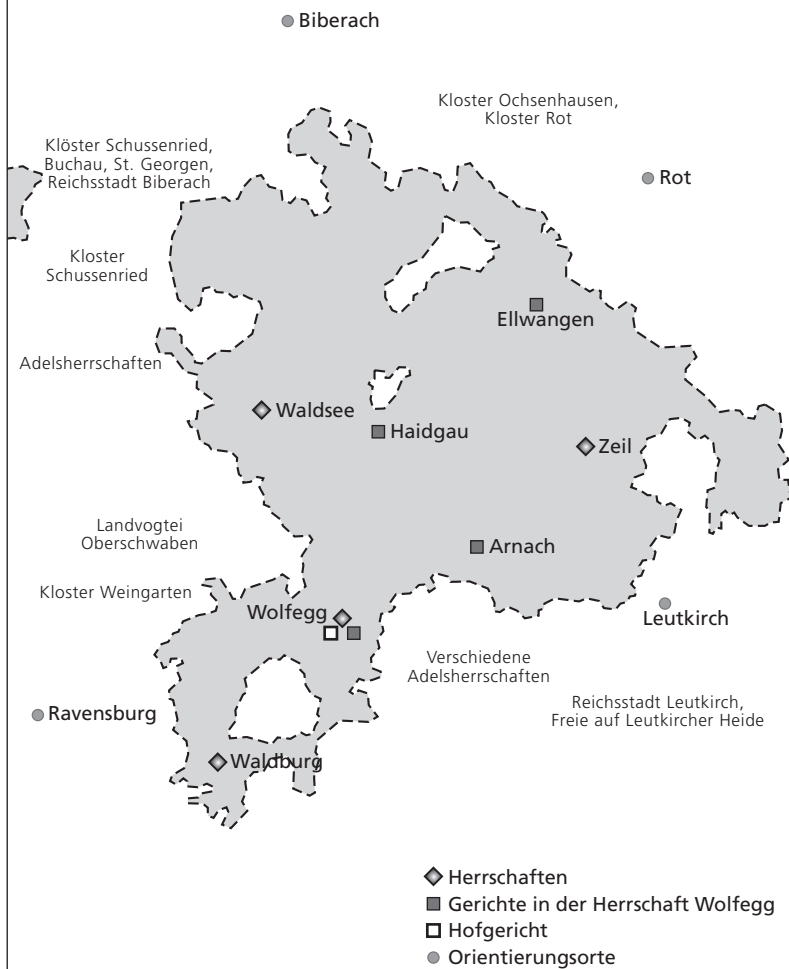 Biberach
Kloster Ochsenhausen,
Kloster Rot
Klöster Schussenried,
Buchau, St. Georgen,
Reichsstadt Biberach
Rot
Kloster
Schussenried
Ellwangen
Adelsherrschaften
Waldsee
Haidgau
Zeil
Landvogtei
Oberschwaben
Arnach
Kloster Weingarten
Wolfegg
Leutkirch
Verschiedene
Adelsherrschaften
Reichsstadt Leutkirch,
Freie auf Leutkircher Heide
Ravensburg
Waldburg
Herrschaften
Gerichte in der Herrschaft Wolfegg
Hofgericht
Orientierungsorte